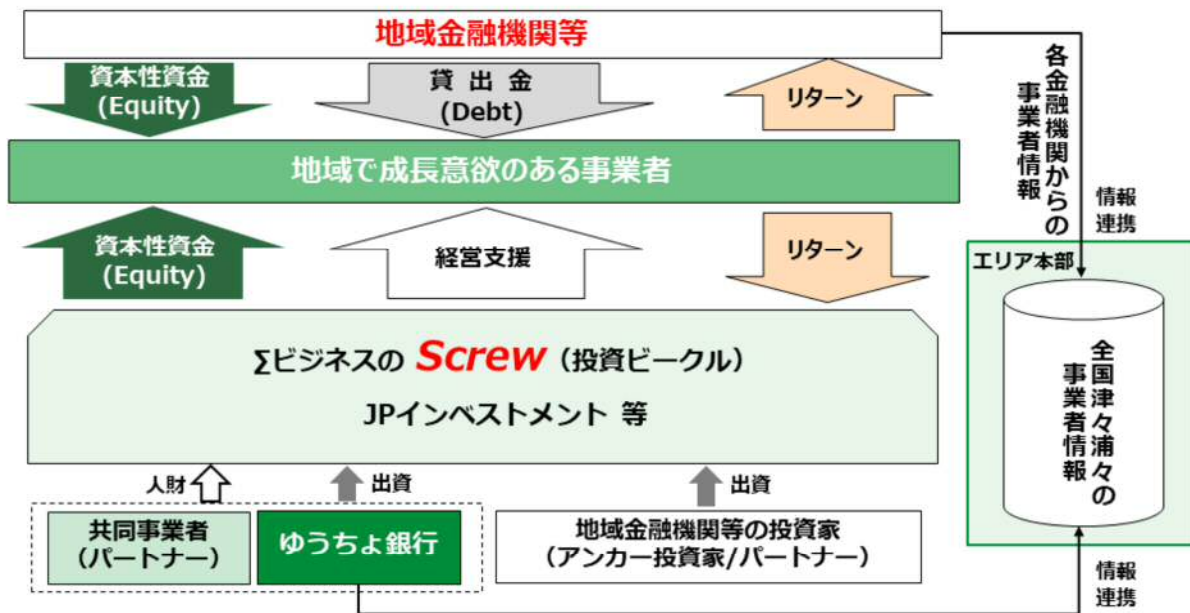 地域金融機関等
資本性資金
(Equity)
貸 出 金
(Debt)
リターン
各金融機関からの
事業者情報
情報
連携
地域で成長意欲のある事業者
資本性資金
(Equity)
経営支援
リターン
エリア本部
全国津々浦々の
事業者情報
∑ビジネスの Screw（投資ビークル）
JPインベストメント 等
人財
出資
出資
共同事業者
（パートナー）
ゆうちょ銀行
地域金融機関等の投資家
（アンカー投資家/パートナー）
情報
連携